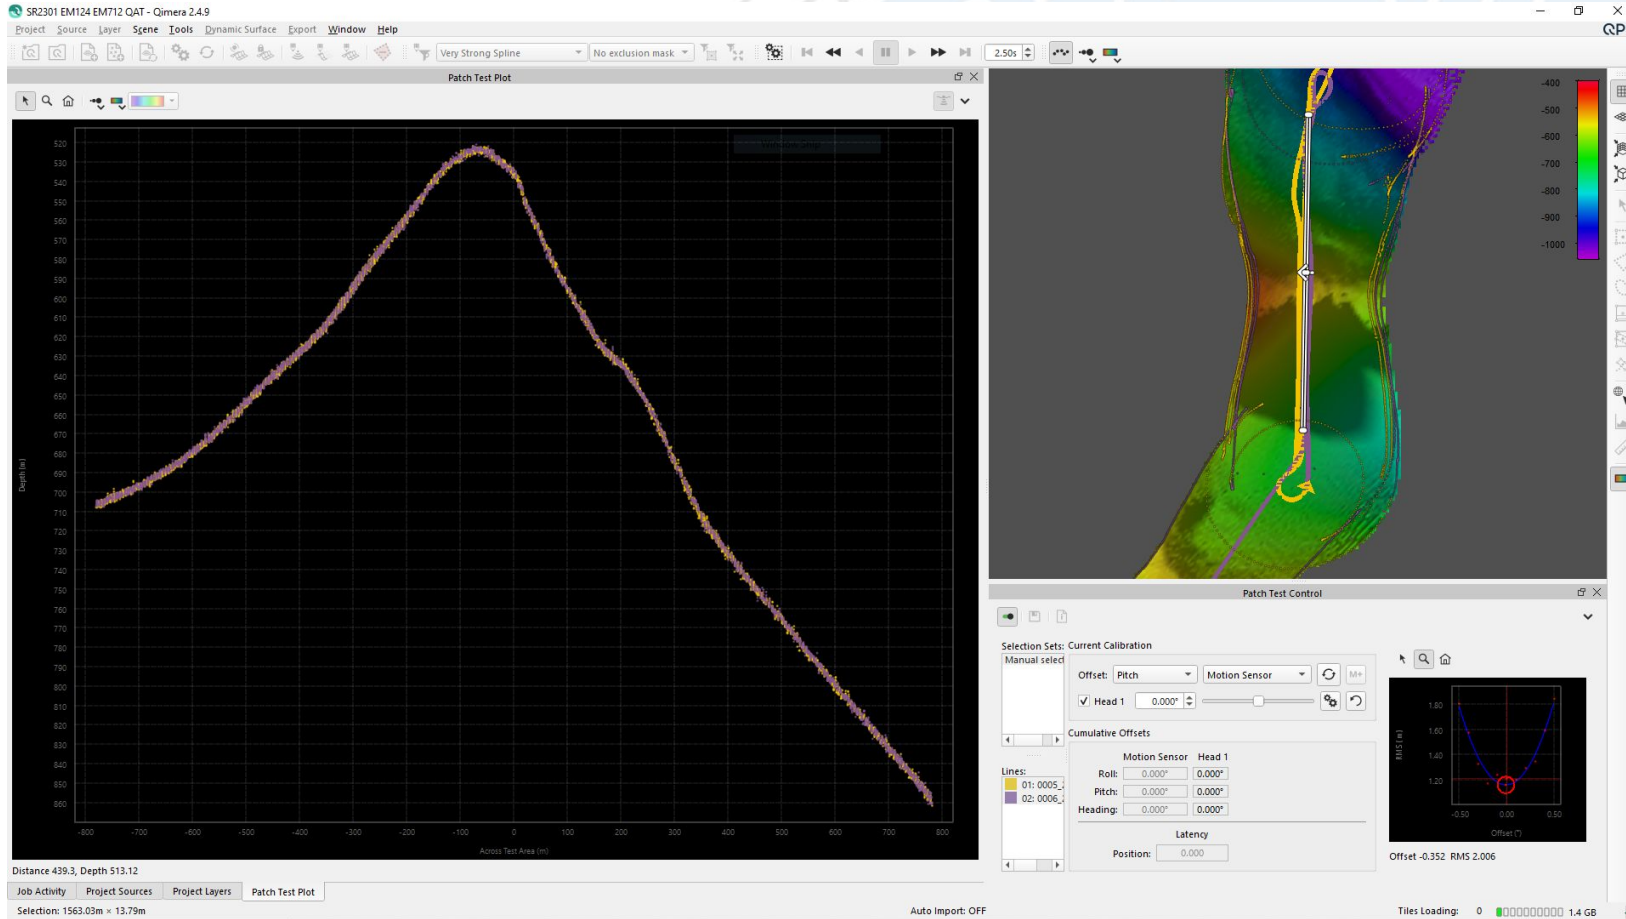 SR2301 EM124 EM712 QAT - Qimera 2.4.9
Project Source Layer Scene Tools Dynamic Surface Export Window Help
QP
Very Strong Spline
No exclusion mask
2.50s
Patch Test Plot
520
530
540
550
560
570
580
590
600
610
620
630
640
650
660
670
680
690
700
710
720
730
740
750
760
770
780
790
800
810
820
830
840
850
860
Depth [m]
-800 -700 -600 -500 -400 -300 -200 -100 0 100 200 300 400 500 600 700 800
Across Test Area (m)
Distance 439.3, Depth 513.12
Job Activity Project Sources Project Layers Patch Test Plot
Selection: 1563.03m × 13.79m
Auto Import: OFF
-400
-500
-600
-700
-800
-900
-1000
Patch Test Control
Selection Sets:
Manual select
Current Calibration
Offset: Pitch Motion Sensor M+
Head 1 0.000°
Cumulative Offsets
Motion Sensor Head 1
Roll: 0.000° 0.000°
Pitch: 0.000° 0.000°
Heading: 0.000° 0.000°
Latency
Position: 0.000
Lines:
01: 0005_
02: 0006_
1.80
1.60
1.40
1.20
RMS [m]
-0.50 0.00 0.50
Offset (°)
Offset -0.352 RMS 2.006
Tiles Loading: 0 1.4 GB